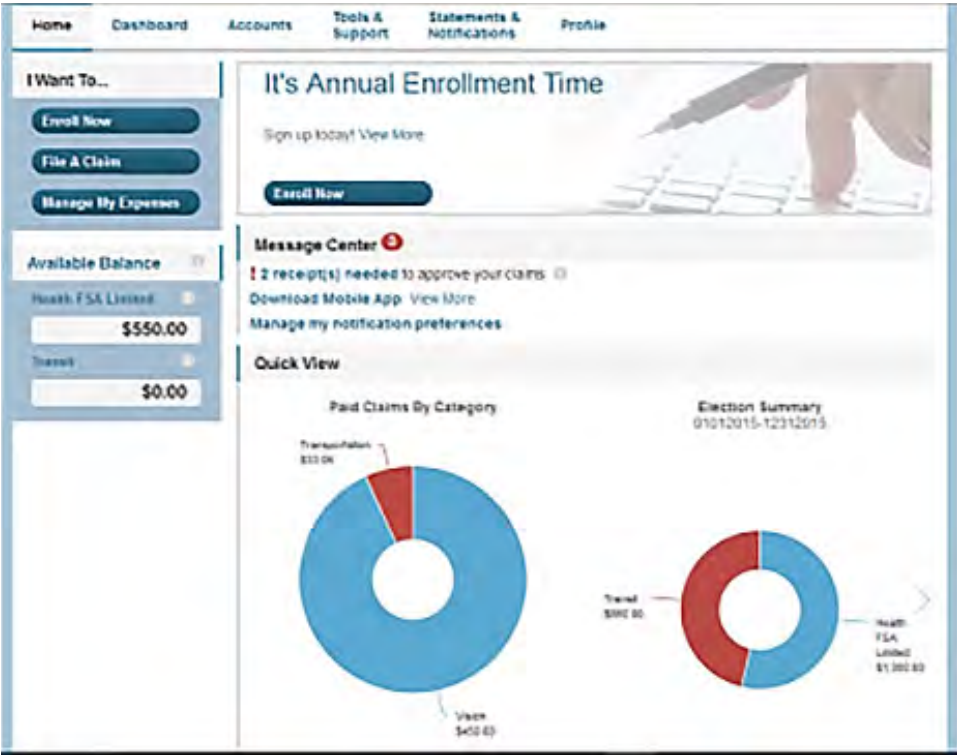 Home
Dashboard
Accounts
Tools &
Support
Statements &
Notifications
Profile
I Want To...
Enroll Now
File A Claim
Manage My Expenses
Available Balance
Health FSA Limited
$550.00
Transit
$0.00
It's Annual Enrollment Time
Sign up today! View More
Enroll Now
Message Center
! 2 receipt(s) needed to approve your claims
Download Mobile App View More
Manage my notification preferences
Quick View
Paid Claims By Category
Transportation
Vision
$450.00
Election Summary
01012015-12312015
Transit
Health
FSA
Limited